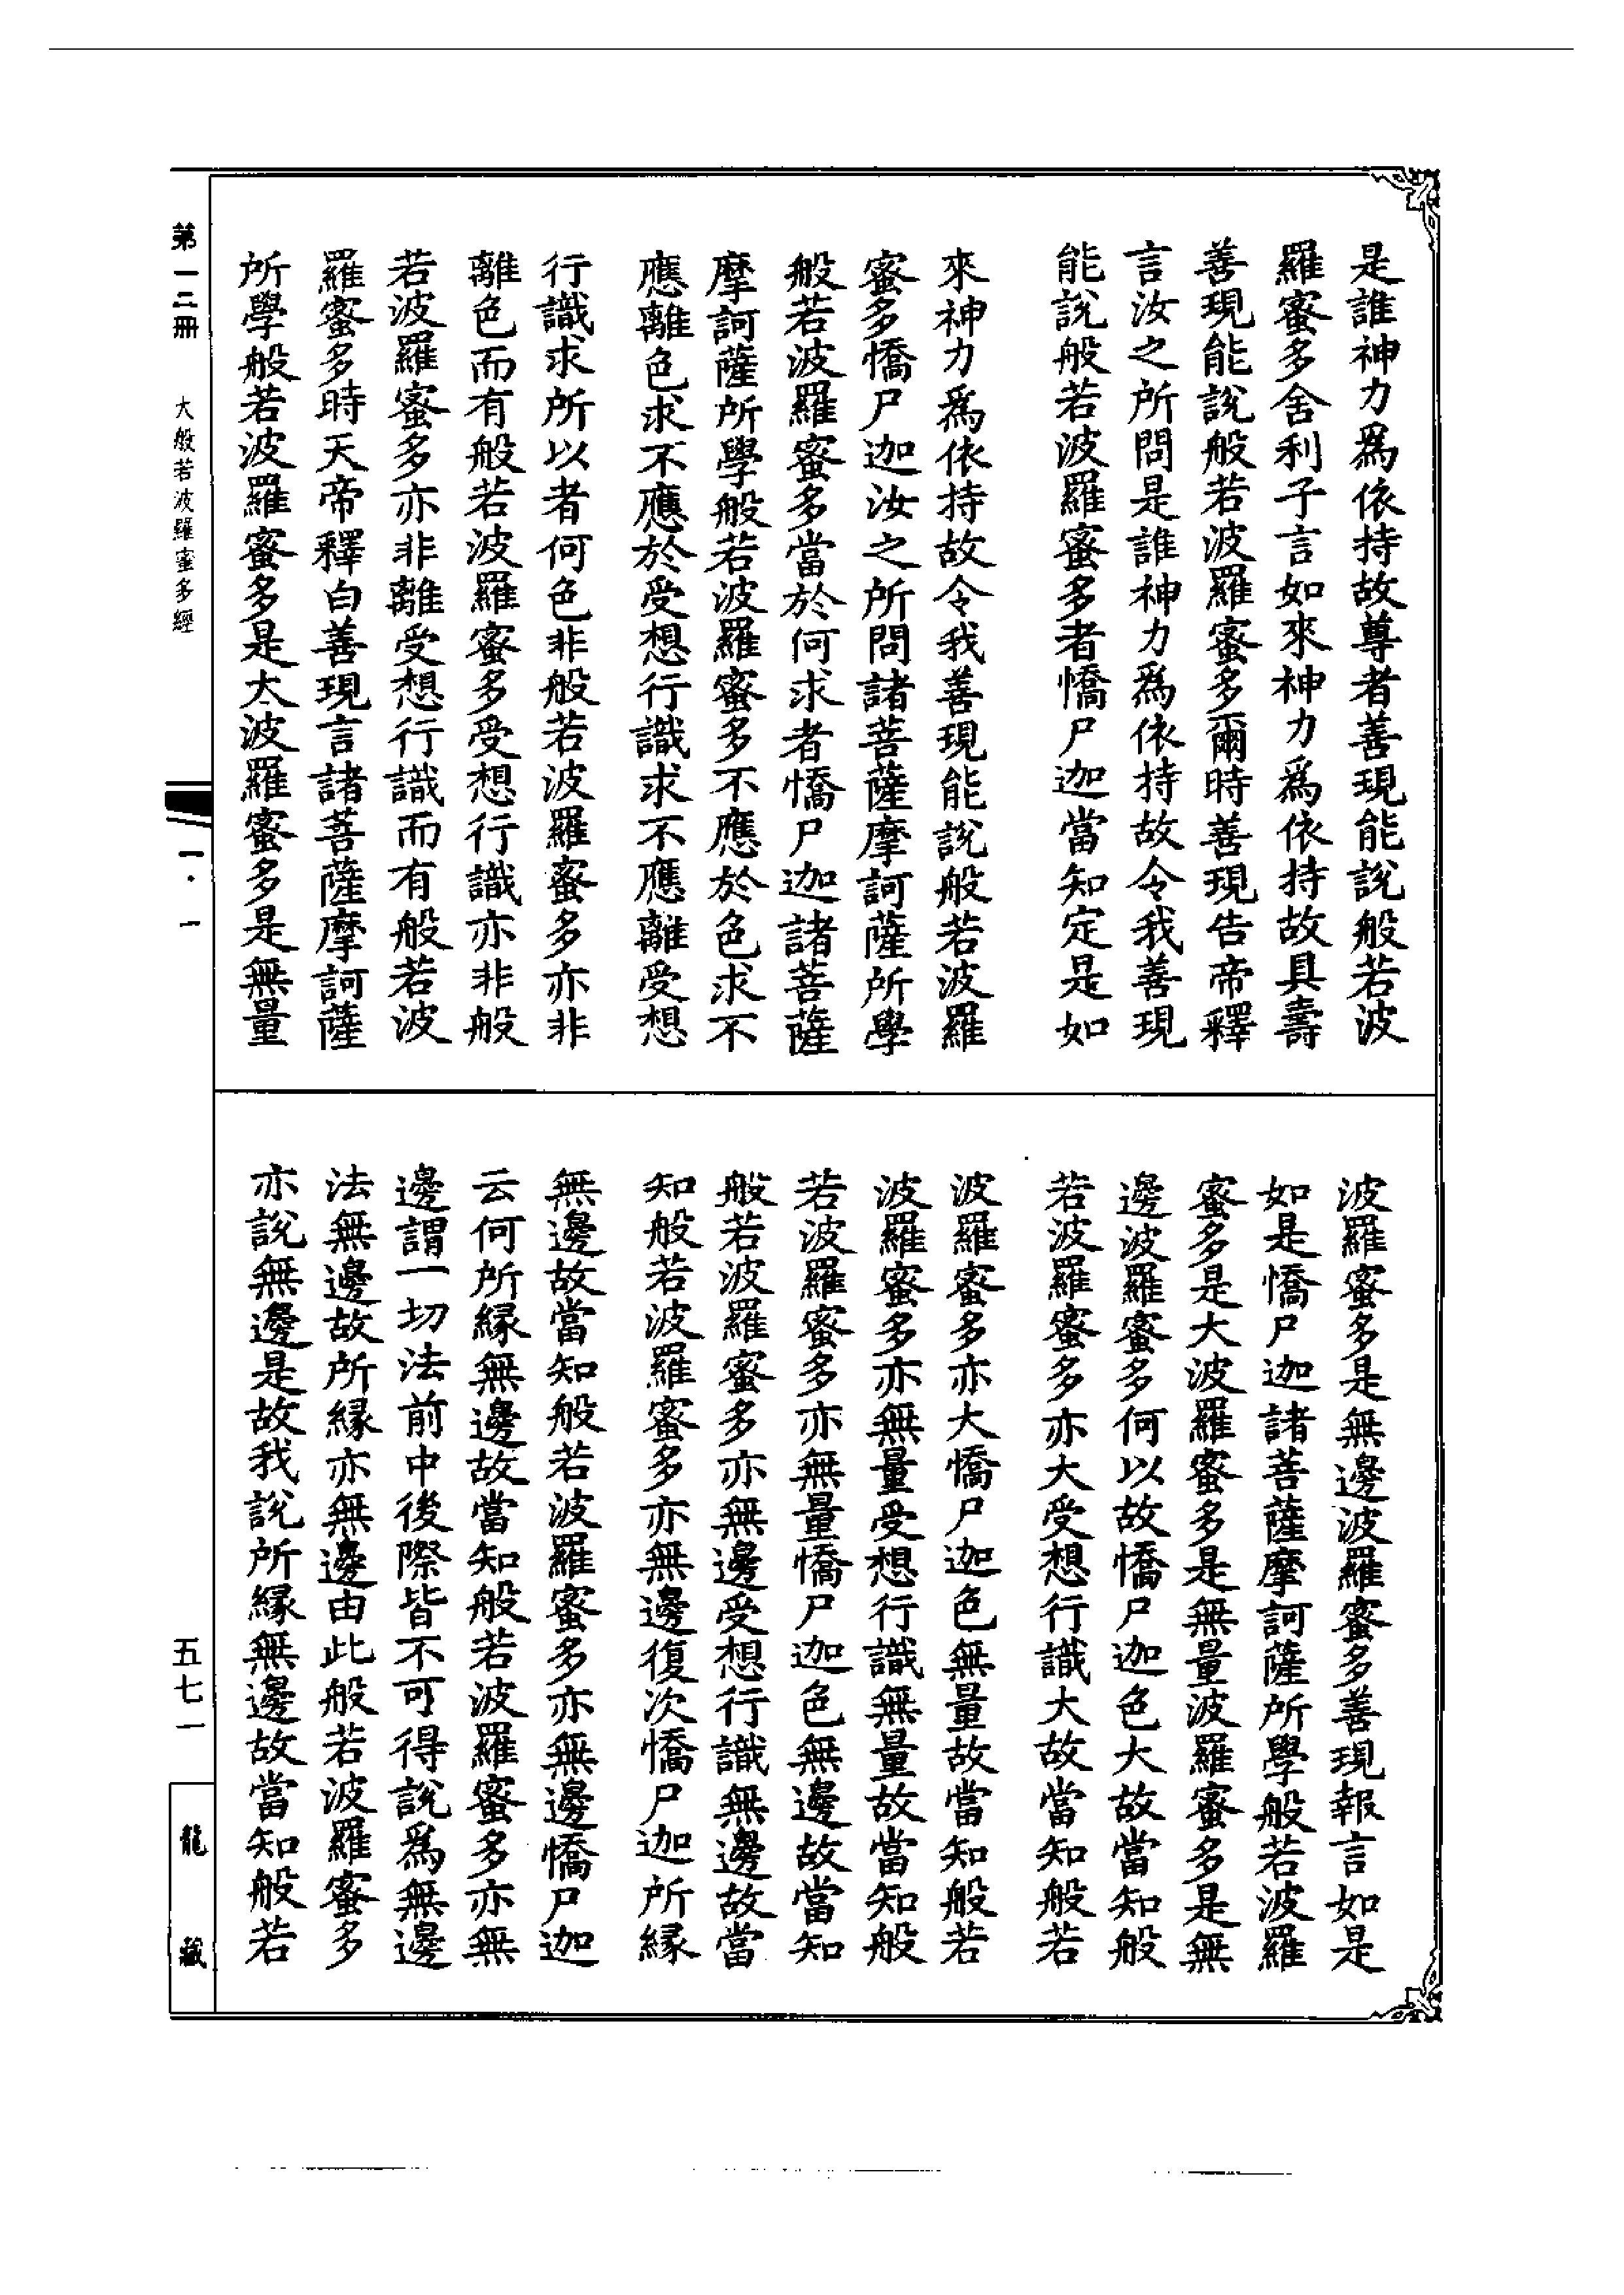 是誰神力爲依持故尊者善現能說般若波
羅蜜多舍利子言如來神力爲依持故具壽
善現能說般若波羅蜜多爾時善現告帝釋
言汝之所問是誰神力爲依持故令我善現
能說般若波羅蜜多者憍尸迦當知定是如
來神力爲依持故令我善現能說般若波羅
蜜多憍尸迦汝之所問諸菩薩摩訶薩所學
般若波羅蜜多當於何求者憍尸迦諸菩薩
摩訶薩所學般若波羅蜜多不應於色求不
應離色求不應於受想行識求不應離受想
行識求所以者何色非般若波羅蜜多亦非
離色而有般若波羅蜜多受想行識亦非般
若波羅蜜多亦非離受想行識而有般若波
羅蜜多時天帝釋白善現言諸菩薩摩訶薩
所學般若波羅蜜多是大波羅蜜多是無量
波羅蜜多是無邊波羅蜜多善現報言如是
如是憍尸迦諸菩薩摩訶薩所學般若波羅
蜜多是大波羅蜜多是無量波羅蜜多是無
邊波羅蜜多何以故憍尸迦色大故當知般
若波羅蜜多亦大受想行識大故當知般若
波羅蜜多亦大憍尸迦色無量故當知般若
波羅蜜多亦無量受想行識無量故當知般
若波羅蜜多亦無量憍尸迦色無邊故當知
般若波羅蜜多亦無邊受想行識無邊故當
知般若波羅蜜多亦無邊復次憍尸迦所緣
無邊故當知般若波羅蜜多亦無邊憍尸迦
云何所緣無邊故當知般若波羅蜜多亦無
邊謂一切法前中後際皆不可得說爲無邊
法無邊故所緣亦無邊由此般若波羅蜜多
亦說無邊是故我說所緣無邊故當知般若
第一二冊 大般若波羅蜜多經 一·一 五七一 龍藏